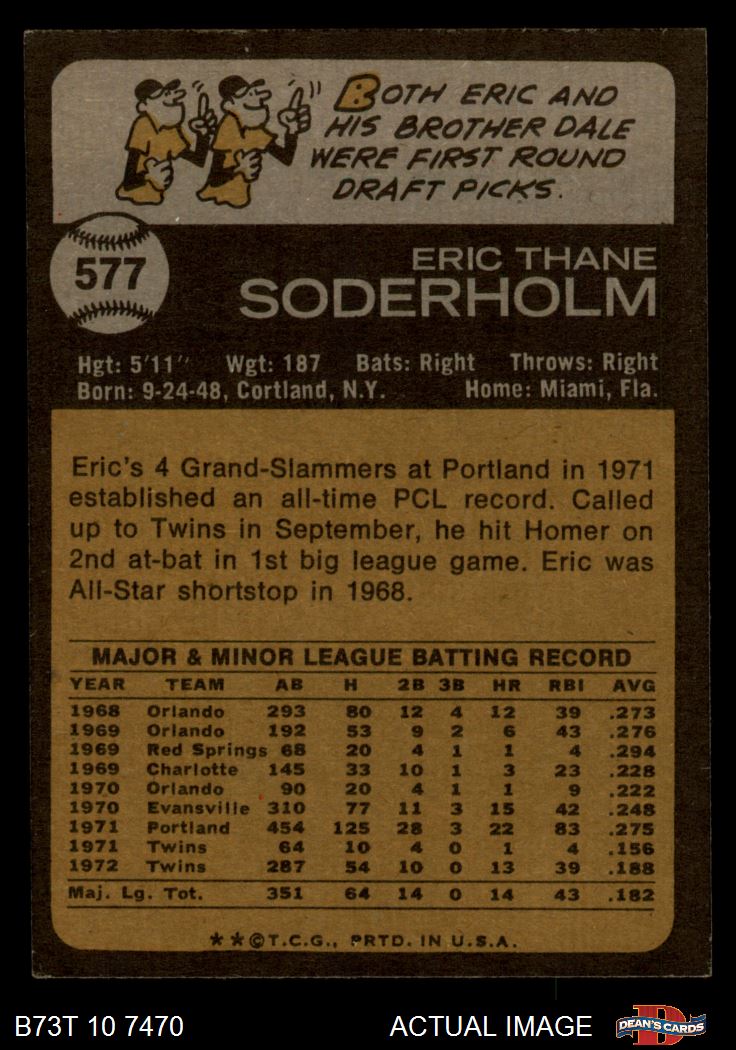 BOTH ERIC AND
HIS BROTHER DALE
WERE FIRST ROUND
DRAFT PICKS.
577
ERIC THANE
SODERHOLM
Hgt: 5'11" Wgt: 187 Bats: Right Throws: Right
Born: 9-24-48, Cortland, N.Y. Home: Miami, Fla.
Eric's 4 Grand-Slammers at Portland in 1971
established an all-time PCL record. Called
up to Twins in September, he hit Homer on
2nd at-bat in 1st big league game. Eric was
All-Star shortstop in 1968.
MAJOR & MINOR LEAGUE BATTING RECORD
YEAR TEAM AB H 2B 3B HR RBI AVG
1968 Orlando 293 80 12 4 12 39 .273
1969 Orlando 192 53 9 2 6 43 .276
1969 Red Springs 68 20 4 1 1 4 .294
1969 Charlotte 145 33 10 1 3 23 .228
1970 Orlando 90 20 4 1 1 9 .222
1970 Evansville 310 77 11 3 15 42 .248
1971 Portland 454 125 28 3 22 83 .275
1971 Twins 64 10 4 0 1 4 .156
1972 Twins 287 54 10 0 13 39 .188
Maj. Lg. Tot. 351 64 14 0 14 43 .182
**©T.C.G., PRTD. IN U.S.A.
B73T 10 7470 ACTUAL IMAGE D DEAN'S CARDS